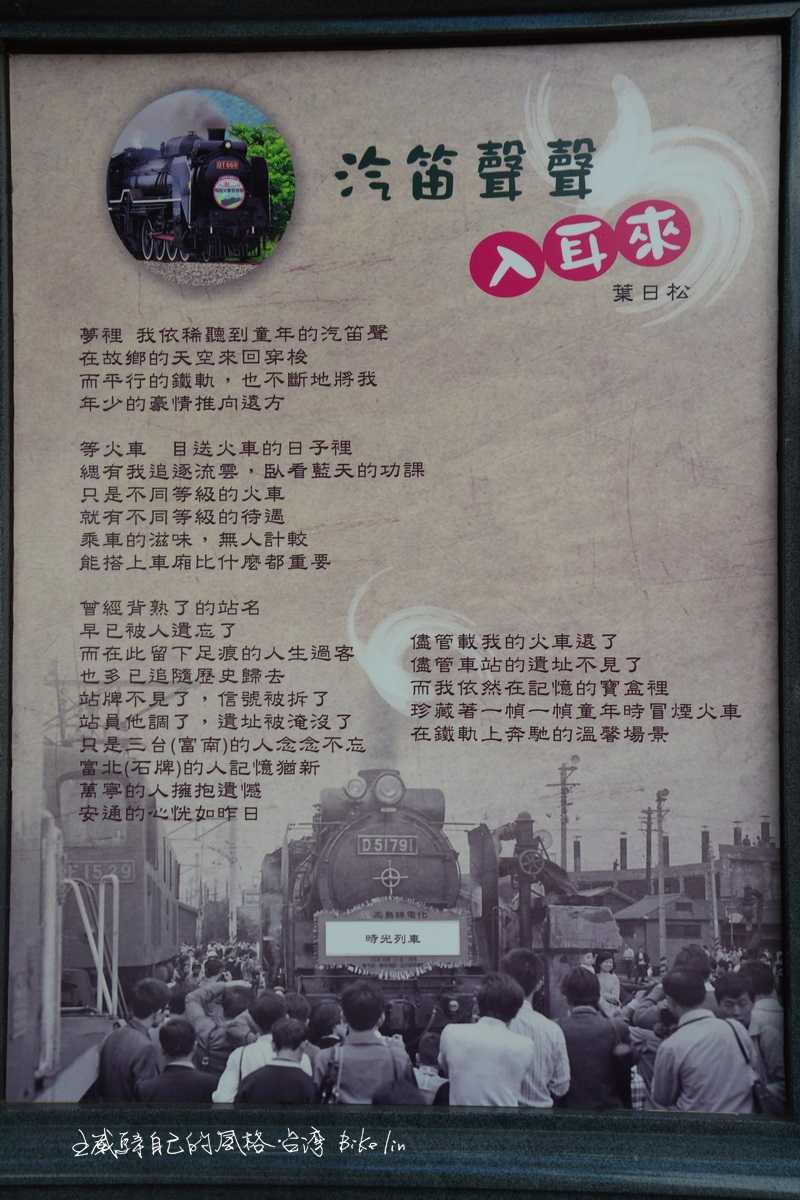 汽笛聲聲
入耳來
葉日松
夢裡 我依稀聽到童年的汽笛聲
在故鄉的天空來回穿梭
而平行的鐵軌，也不斷地將我
年少的豪情推向遠方
等火車 目送火車的日子裡
總有我追逐流雲，臥看藍天的功課
只是不同等級的火車
就有不同等級的待遇
乘車的滋味，無人計較
能搭上車廂比什麼都重要
曾經背熟了的站名
早已被人遺忘了
而在此留下足痕的人生過客
也多已追隨歷史歸去
站牌不見了，信號被拆了
站員他調了，遺址被淹沒了
只是三台(富南)的人念念不忘
富北(石牌)的人記憶猶新
萬寧的人擁抱遺憾
安通的心恍如昨日
儘管載我的火車遠了
儘管車站的遺址不見了
而我依然在記憶的寶盒裡
珍藏著一幀一幀童年時冒煙火車
在鐵軌上奔馳的溫馨場景
1529
D51791
時光列車
自己的風格.台湾 Biko lin